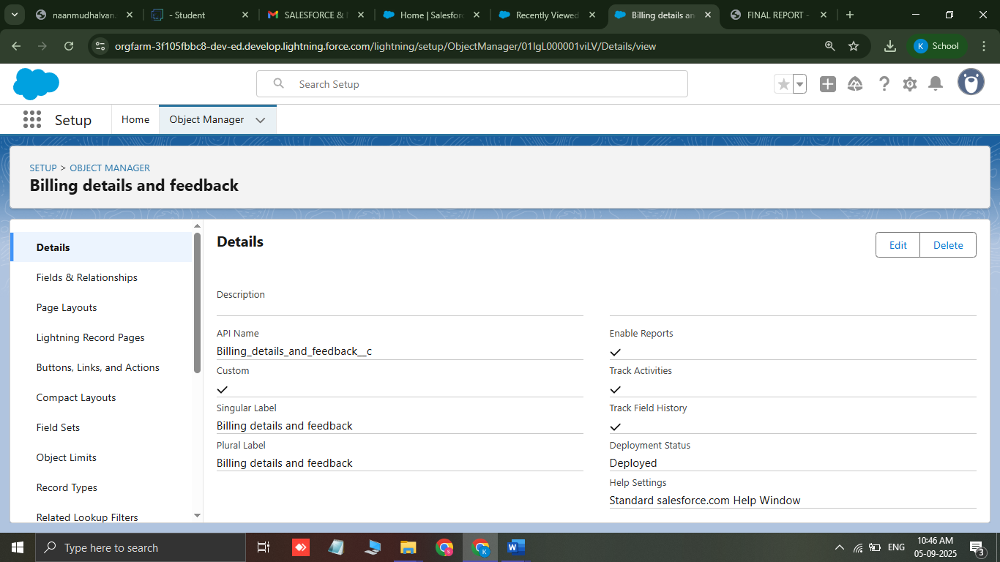 naanmudhalvan.
- Student
SALESFORCE &
Home | Salesforc
Recently Viewed
Billing details an
FINAL REPORT -
orgfarm-3f105fbbc8-dev-ed.develop.lightning.force.com/lightning/setup/ObjectManager/01IgL000001viLV/Details/view
K School
Search Setup
Setup
Home
Object Manager
SETUP > OBJECT MANAGER
Billing details and feedback
Details
Fields & Relationships
Page Layouts
Lightning Record Pages
Buttons, Links, and Actions
Compact Layouts
Field Sets
Object Limits
Record Types
Related Lookup Filters
Details
Edit
Delete
Description
API Name
Billing_details_and_feedback__c
Custom
Singular Label
Billing details and feedback
Plural Label
Billing details and feedback
Enable Reports
Track Activities
Track Field History
Deployment Status
Deployed
Help Settings
Standard salesforce.com Help Window
Type here to search
S
K
W
ENG
10:46 AM
05-09-2025
3